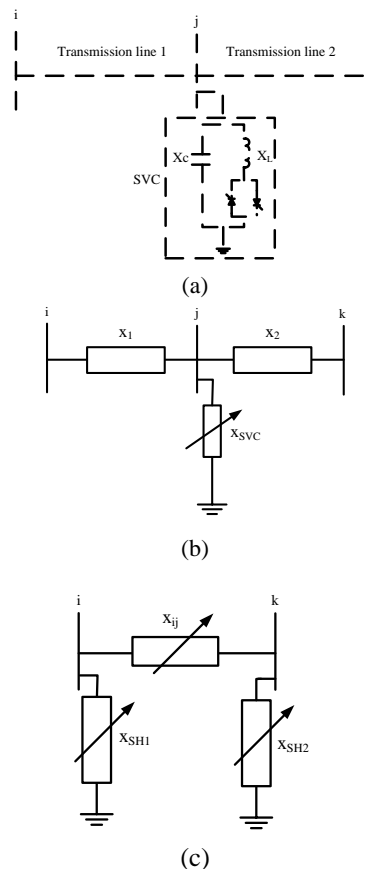 i
j
Transmission line 1
Transmission line 2
Xc
XL
SVC
(a)
i
j
k
x1
x2
xSVC
(b)
i
k
xij
xSH1
xSH2
(c)